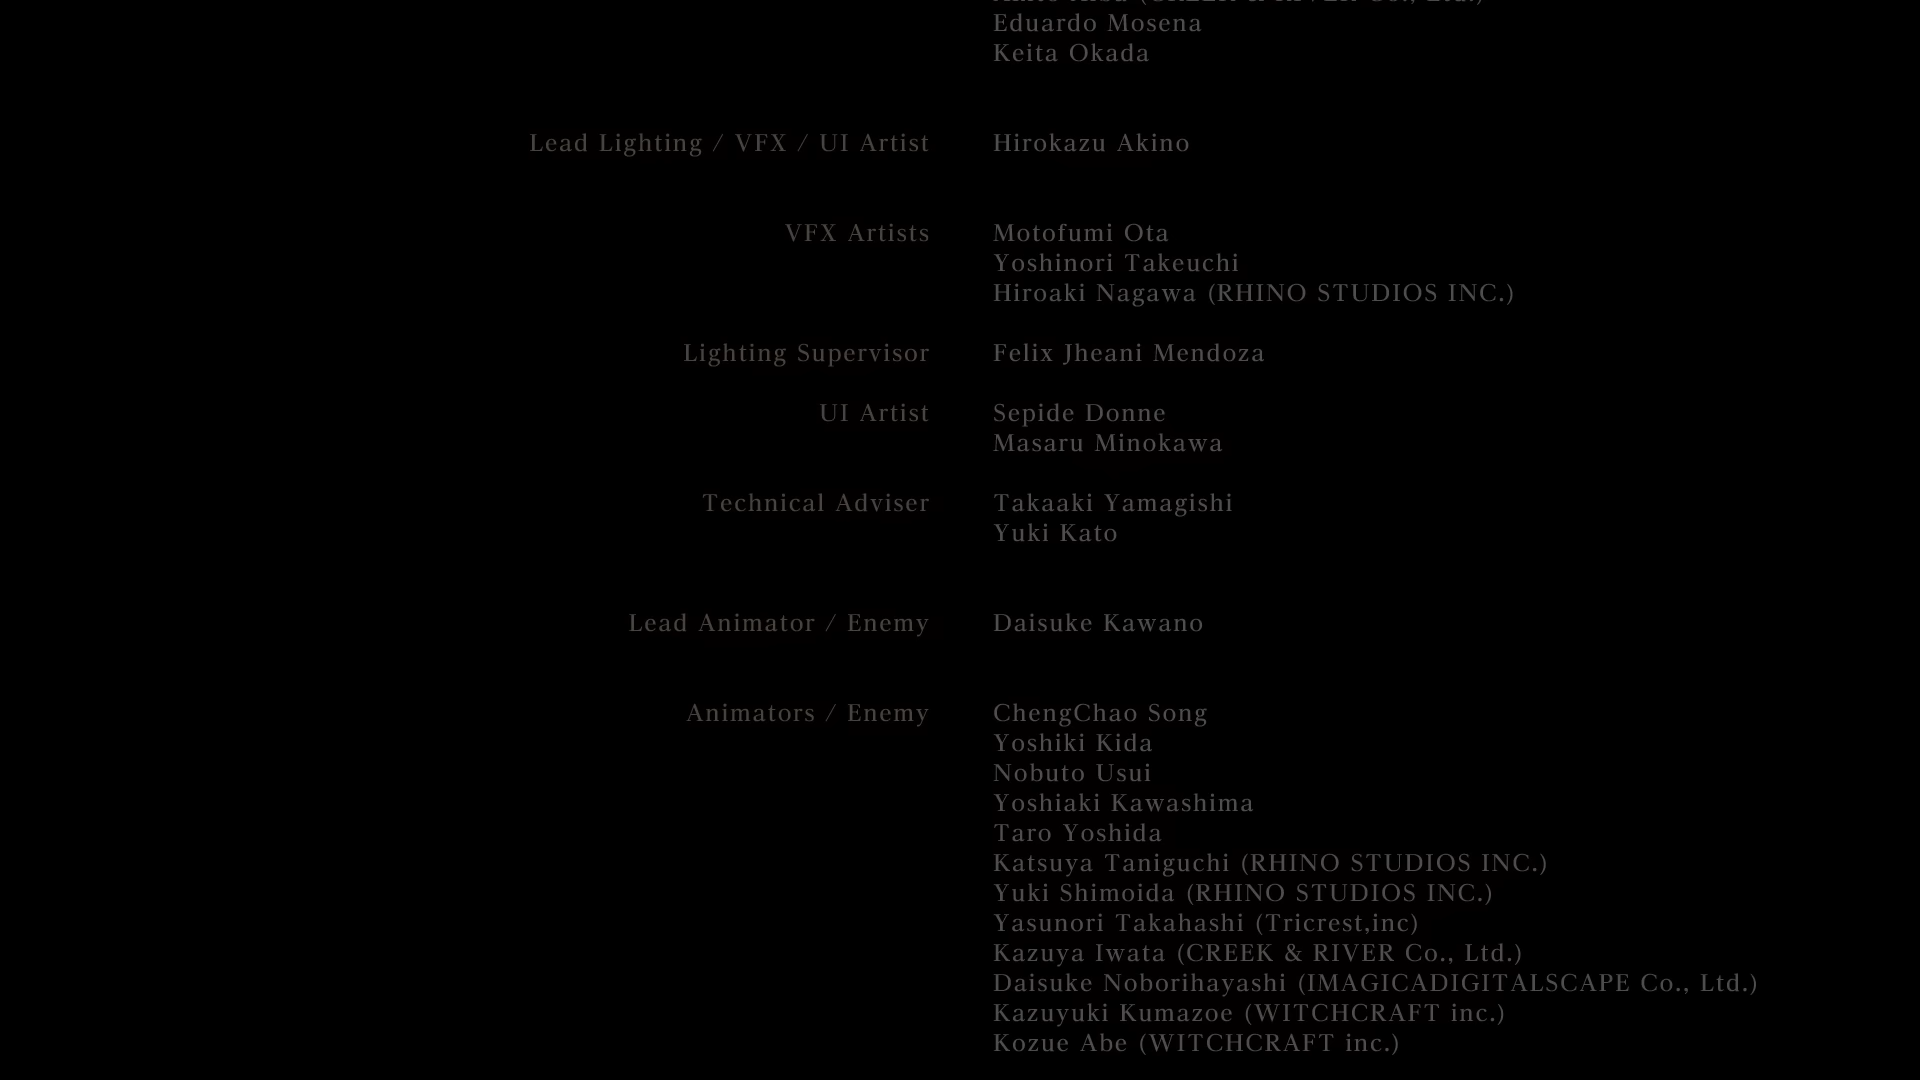 Eduardo Mosena
Keita Okada
Lead Lighting / VFX / UI Artist Hirokazu Akino
VFX Artists Motofumi Ota
Yoshinori Takeuchi
Hiroaki Nagawa (RHINO STUDIOS INC.)
Lighting Supervisor Felix Jheani Mendoza
UI Artist Sepide Donne
Masaru Minokawa
Technical Adviser Takaaki Yamagishi
Yuki Kato
Lead Animator / Enemy Daisuke Kawano
Animators / Enemy ChengChao Song
Yoshiki Kida
Nobuto Usui
Yoshiaki Kawashima
Taro Yoshida
Katsuya Taniguchi (RHINO STUDIOS INC.)
Yuki Shimoida (RHINO STUDIOS INC.)
Yasunori Takahashi (Tricrest,inc)
Kazuya Iwata (CREEK & RIVER Co., Ltd.)
Daisuke Noborihayashi (IMAGICADIGITALSCAPE Co., Ltd.)
Kazuyuki Kumazoe (WITCHCRAFT inc.)
Kozue Abe (WITCHCRAFT inc.)